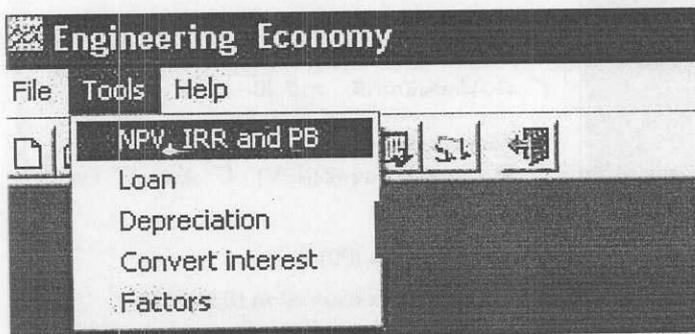 Engineering Economy
File Tools Help
NPV, IRR and PB
Loan
Depreciation
Convert interest
Factors